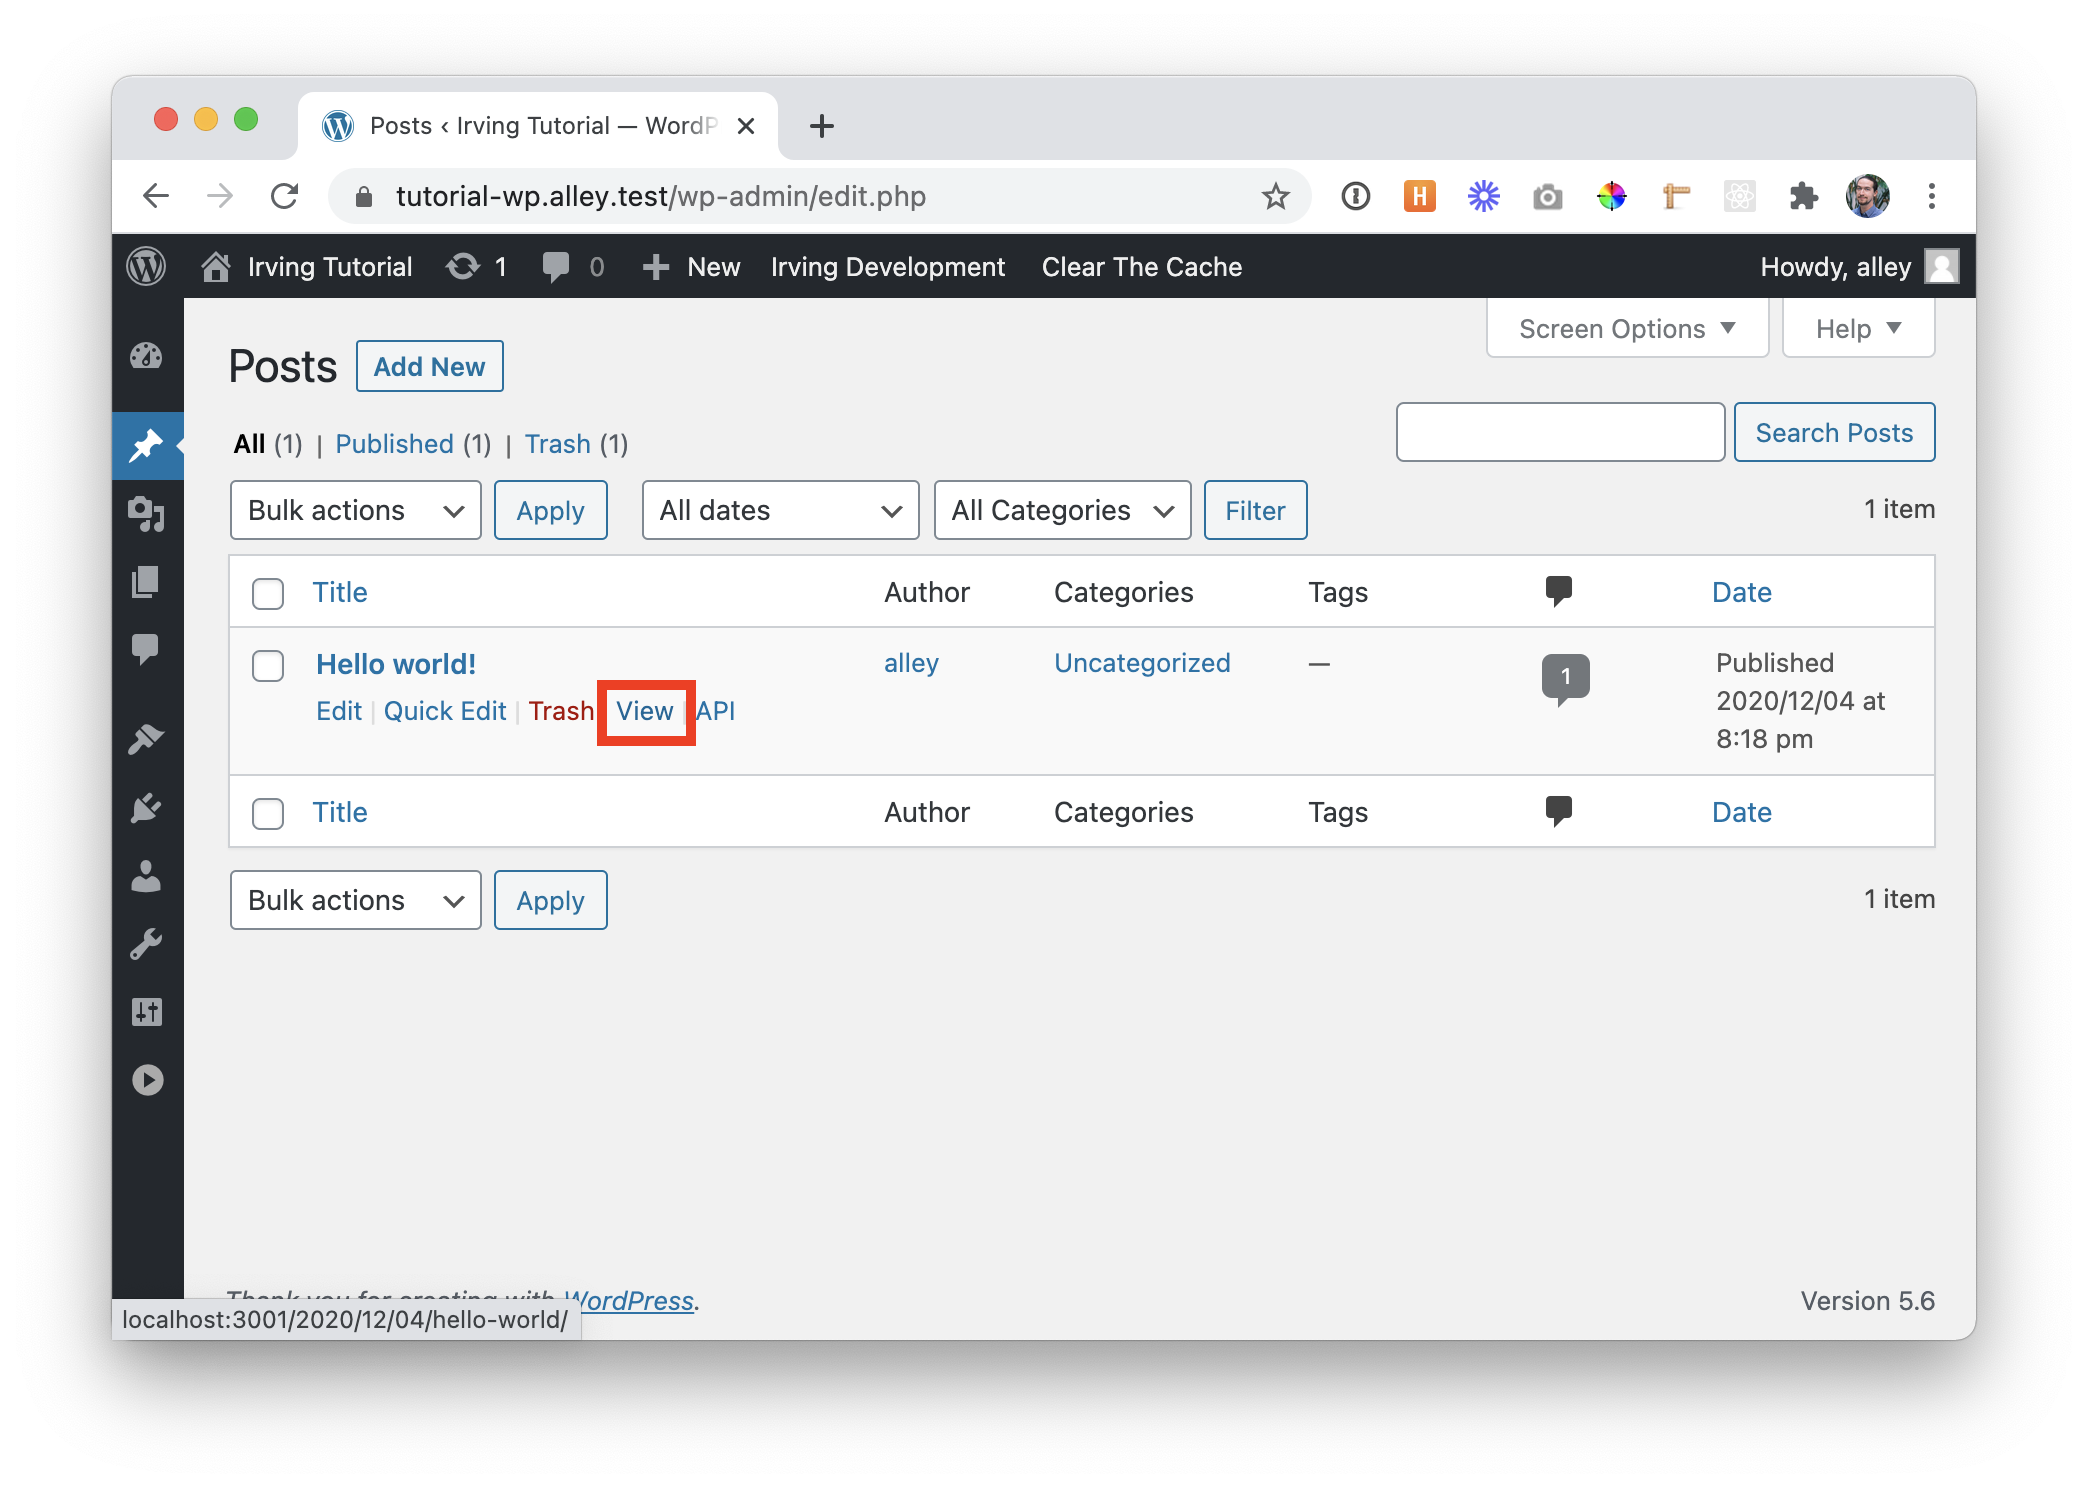 Posts ‹ Irving Tutorial — WordP
tutorial-wp.alley.test/wp-admin/edit.php
H
Irving Tutorial 1 0 New Irving Development Clear The Cache Howdy, alley
Screen Options Help
Posts Add New
All (1) | Published (1) | Trash (1)
Search Posts
Bulk actions Apply All dates All Categories Filter 1 item
Title Author Categories Tags Date
Hello world! alley Uncategorized — 1 Published
2020/12/04 at
8:18 pm
Edit | Quick Edit | Trash View | API
Title Author Categories Tags Date
Bulk actions Apply 1 item
Thank you for creating with WordPress. Version 5.6
localhost:3001/2020/12/04/hello-world/